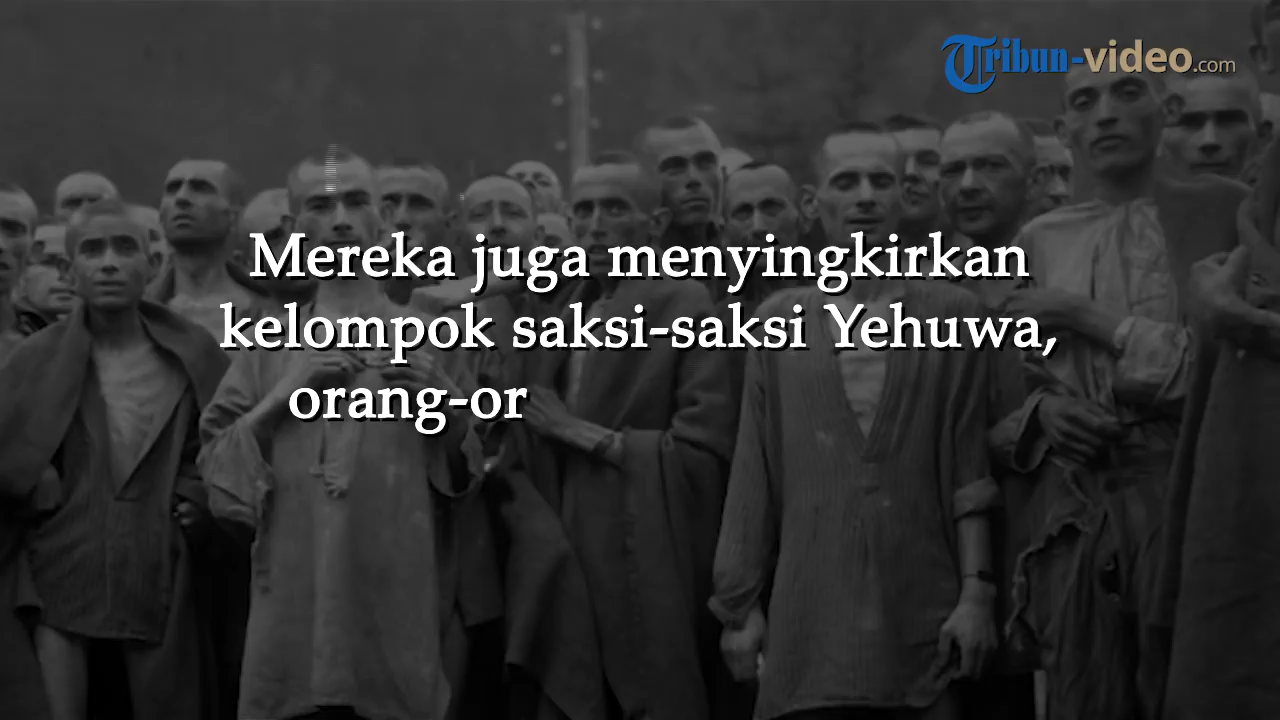 Tribun-video.com
Mereka juga menyingkirkan
kelompok saksi-saksi Yehuwa,
orang-or